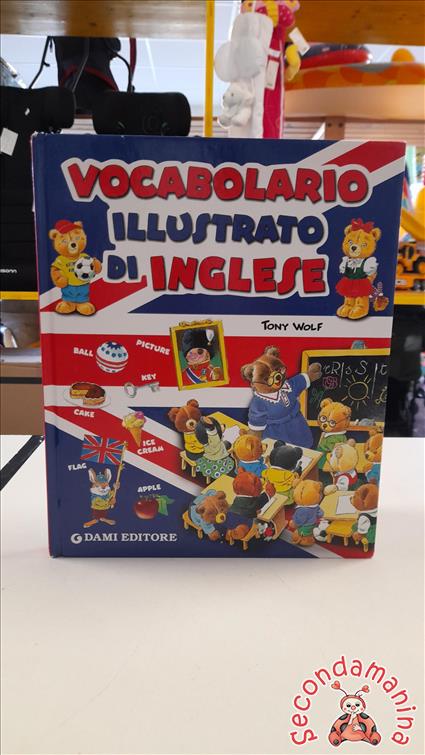 VOCABOLARIO
ILLUSTRATO
DI INGLESE
TONY WOLF
BALL
PICTURE
KEY
CAKE
ICE
CREAM
FLAG
APPLE
G DAMI EDITORE
Secondamanina